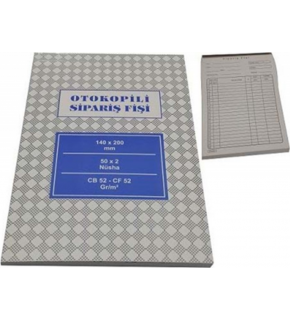 OTOKOPİLİ
SİPARİŞ FİŞİ
140 x 200
mm
50 x 2
Nüsha
CB 52 - CF 52
Gr/m²